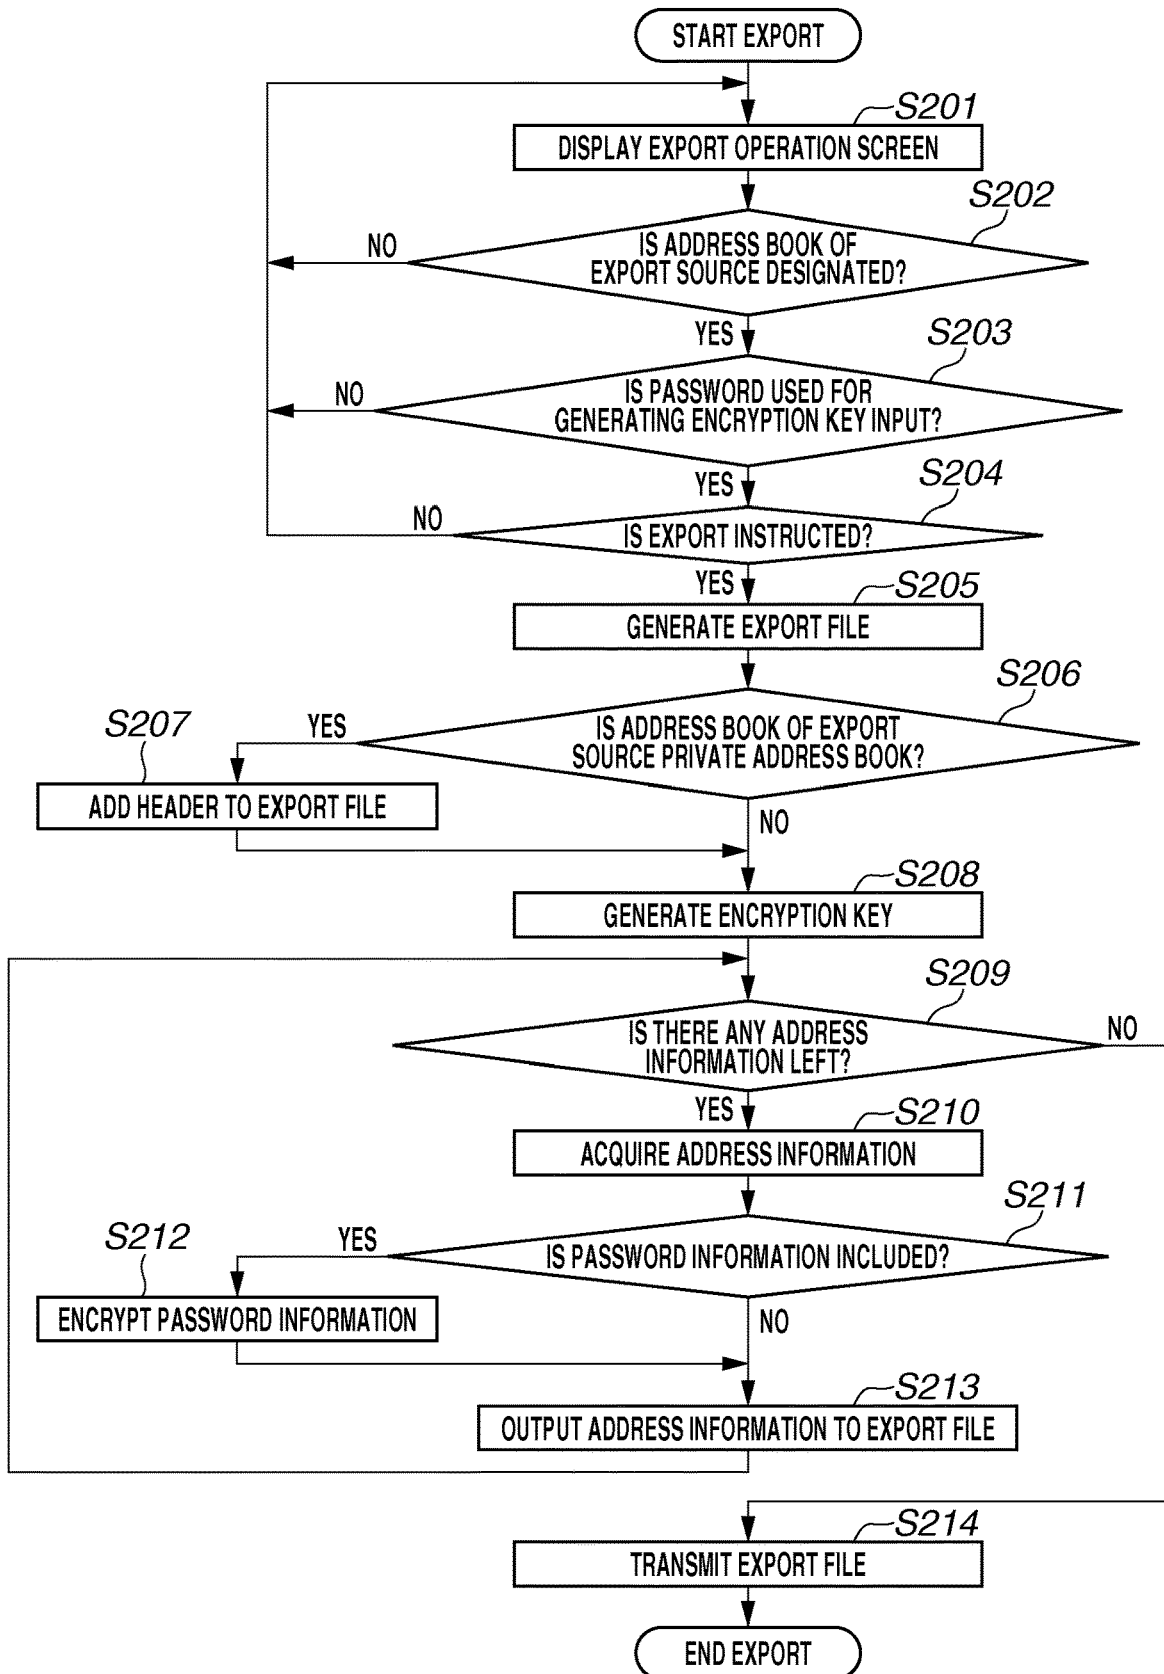 START EXPORT
S201
DISPLAY EXPORT OPERATION SCREEN
S202
IS ADDRESS BOOK OF
EXPORT SOURCE DESIGNATED?
NO
YES
S203
IS PASSWORD USED FOR
GENERATING ENCRYPTION KEY INPUT?
NO
YES
S204
IS EXPORT INSTRUCTED?
NO
YES
S205
GENERATE EXPORT FILE
S206
IS ADDRESS BOOK OF EXPORT
SOURCE PRIVATE ADDRESS BOOK?
YES
S207
ADD HEADER TO EXPORT FILE
NO
S208
GENERATE ENCRYPTION KEY
S209
IS THERE ANY ADDRESS
INFORMATION LEFT?
NO
YES
S210
ACQUIRE ADDRESS INFORMATION
S211
IS PASSWORD INFORMATION INCLUDED?
YES
S212
ENCRYPT PASSWORD INFORMATION
NO
S213
OUTPUT ADDRESS INFORMATION TO EXPORT FILE
S214
TRANSMIT EXPORT FILE
END EXPORT